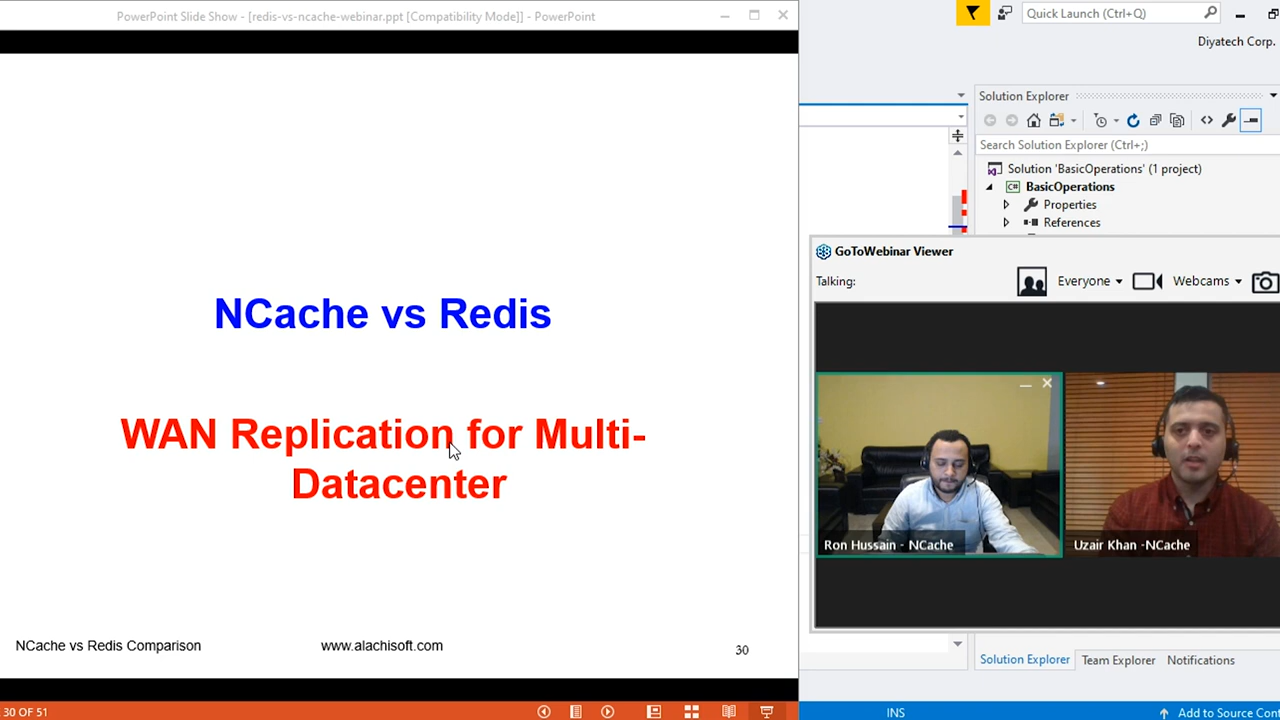 PowerPoint Slide Show - [redis-vs-ncache-webinar.ppt [Compatibility Mode]] - PowerPoint
NCache vs Redis
WAN Replication for Multi-
Datacenter
NCache vs Redis Comparison
www.alachisoft.com
30
30 OF 51
Quick Launch (Ctrl+Q)
Diyatech Corp.
Solution Explorer
Search Solution Explorer (Ctrl+;)
Solution 'BasicOperations' (1 project)
C# BasicOperations
Properties
References
GoToWebinar Viewer
Talking:
Everyone
Webcams
Ron Hussain - NCache
Uzair Khan -NCache
Solution Explorer
Team Explorer
Notifications
INS
Add to Source Cont